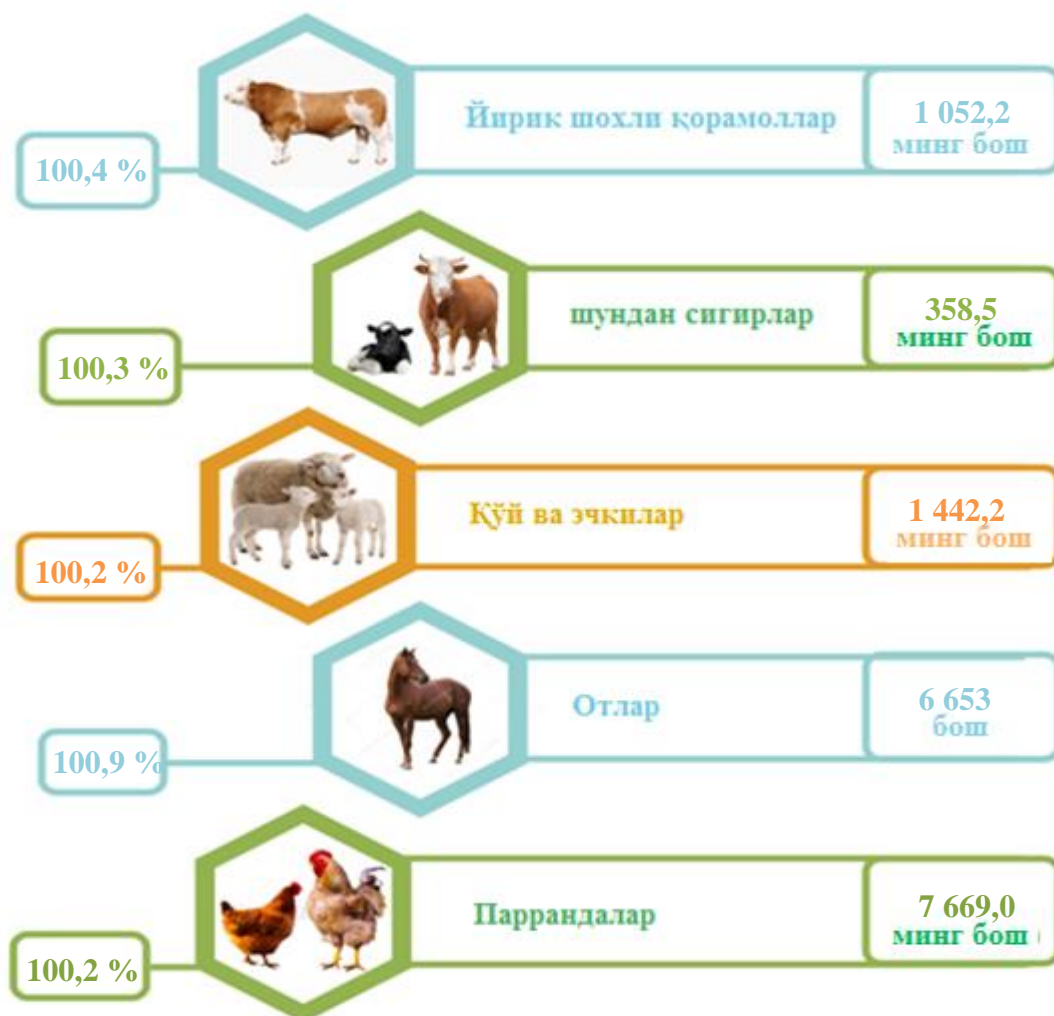 Йирик шохли қорамоллар
1 052,2
минг бош
100,4 %
шундан сигирлар
358,5
минг бош
100,3 %
Қўй ва эчкилар
1 442,2
минг бош
100,2 %
Отлар
6 653
бош
100,9 %
Паррандалар
7 669,0
минг бош
100,2 %